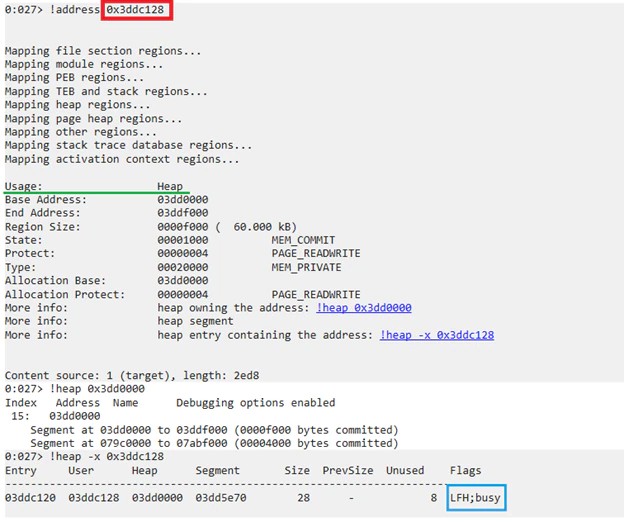 0:027> !address 0x3ddc128
Mapping file section regions...
Mapping module regions...
Mapping PEB regions...
Mapping TEB and stack regions...
Mapping heap regions...
Mapping page heap regions...
Mapping other regions...
Mapping stack trace database regions...
Mapping activation context regions...
Usage: Heap
Base Address: 03dd0000
End Address: 03ddf000
Region Size: 0000f000 ( 60.000 kB)
State: 00001000 MEM_COMMIT
Protect: 00000004 PAGE_READWRITE
Type: 00020000 MEM_PRIVATE
Allocation Base: 03dd0000
Allocation Protect: 00000004 PAGE_READWRITE
More info: heap owning the address: !heap 0x3dd0000
More info: heap segment
More info: heap entry containing the address: !heap -x 0x3ddc128
Content source: 1 (target), length: 2ed8
0:027> !heap 0x3dd0000
Index Address Name Debugging options enabled
15: 03dd0000
Segment at 03dd0000 to 03ddf000 (0000f000 bytes committed)
Segment at 079c0000 to 07abf000 (00004000 bytes committed)
0:027> !heap -x 0x3ddc128
Entry User Heap Segment Size PrevSize Unused Flags
-----------------------------------------------------------------------------
03ddc120 03ddc128 03dd0000 03dd5e70 28 - 8 LFH;busy